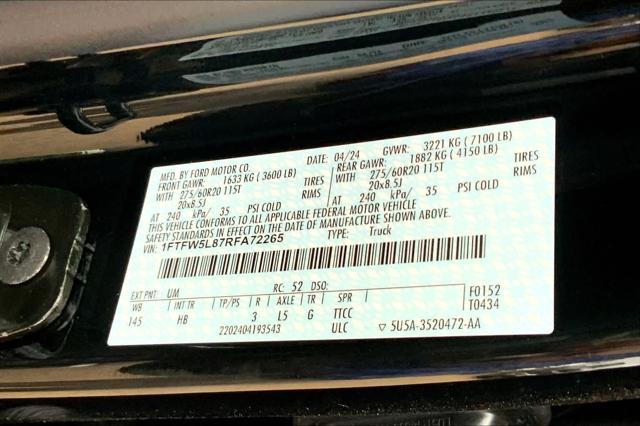 MFD. BY FORD MOTOR CO. DATE: 04/24 GVWR: 3221 KG ( 7100 LB)
FRONT GAWR: 1633 KG ( 3600 LB) REAR GAWR: 1882 KG ( 4150 LB)
WITH 275/60R20 115T TIRES WITH 275/60R20 115T TIRES
20x8.5J RIMS 20x8.5J RIMS
AT 240 kPa/ 35 PSI COLD AT 240 kPa/ 35 PSI COLD
THIS VEHICLE CONFORMS TO ALL APPLICABLE FEDERAL MOTOR VEHICLE
SAFETY STANDARDS IN EFFECT ON THE DATE OF MANUFACTURE SHOWN ABOVE.
VIN: 1FTFW5L87RFA72265 TYPE: Truck
EXT PNT: UM RC: 52 DSO: F0152
WB INT TR TP/PS R AXLE TR SPR T0434
145 HB 3 L5 G TTCC
2202404193543 ULC ▽ 5U5A-3520472-AA